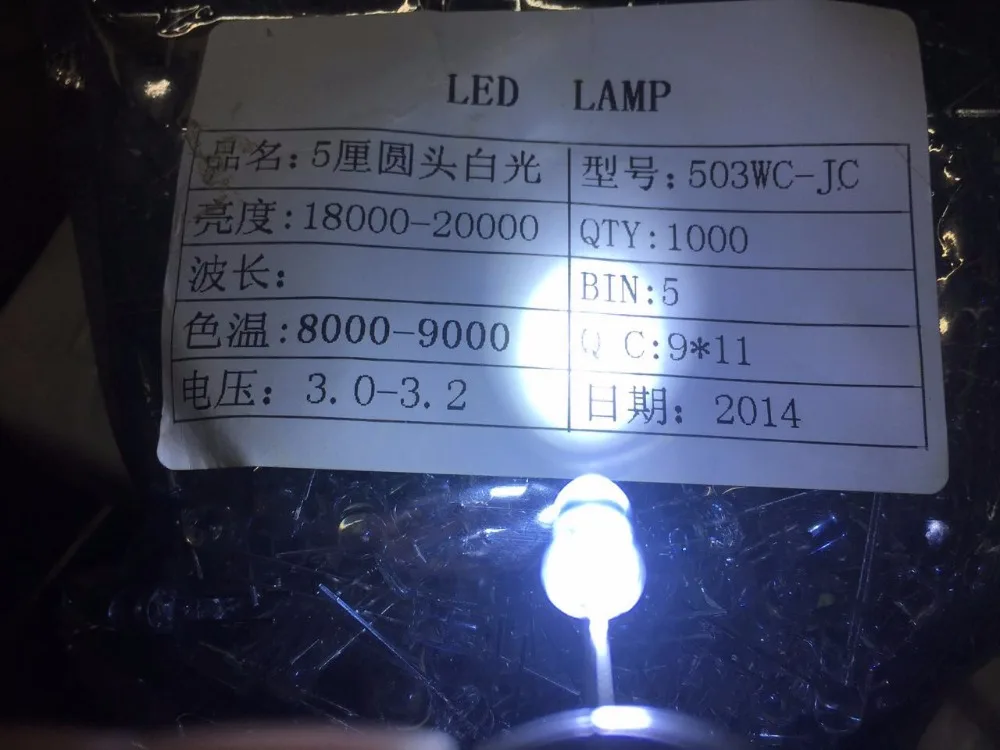 LED LAMP
品名：5厘圆头白光 型号：503WC-JC
亮度：18000-20000 QTY:1000
波长： BIN:5
色温：8000-9000 Q C:9*11
电压：3.0-3.2 日期：2014